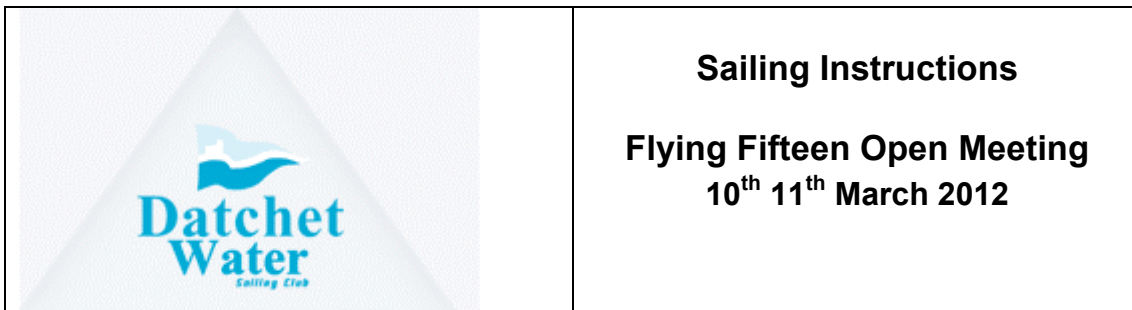 Datchet
Water
Sailing Club
Sailing Instructions
Flying Fifteen Open Meeting
10th 11th March 2012